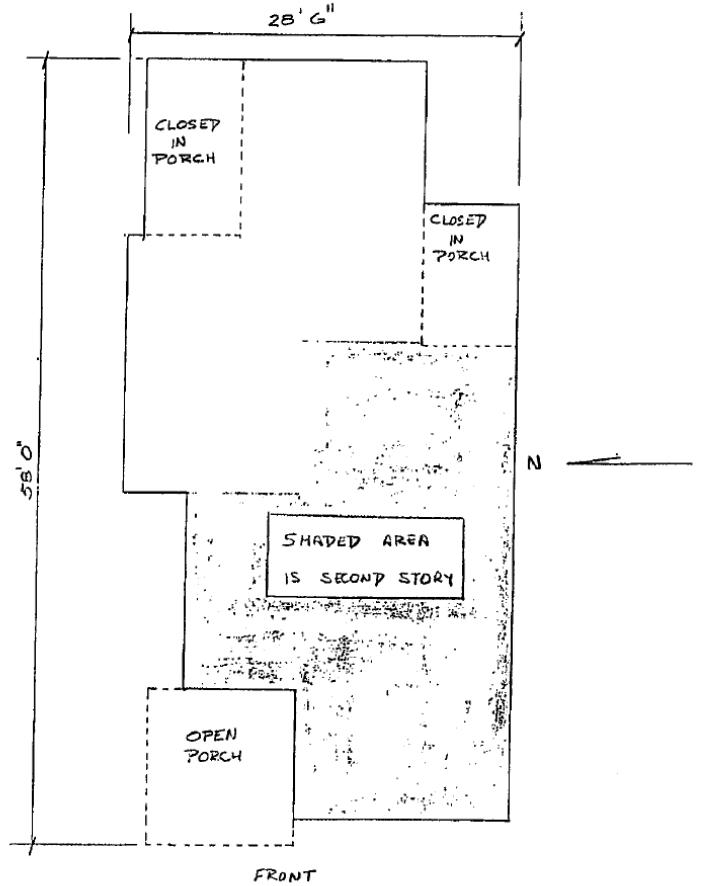 28' 6"
CLOSED
IN
PORCH
CLOSED
IN
PORCH
58' 0"
N
SHADED AREA
IS SECOND STORY
OPEN
PORCH
FRONT